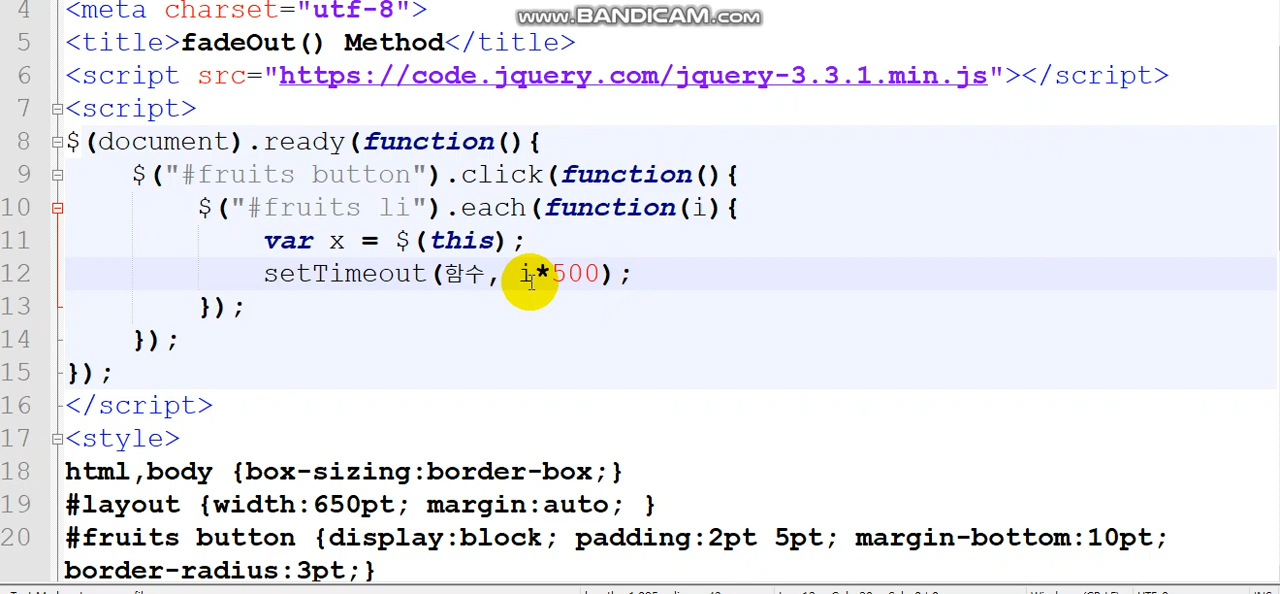 www.BANDICAM.com
4 <meta charset="utf-8">
5 <title>fadeOut() Method</title>
6 <script src="https://code.jquery.com/jquery-3.3.1.min.js"></script>
7 <script>
8 $(document).ready(function(){
9 $("#fruits button").click(function(){
10 $("#fruits li").each(function(i){
11 var x = $(this);
12 setTimeout(함수, i*500);
13 });
14 });
15 });
16 </script>
17 <style>
18 html,body {box-sizing:border-box;}
19 #layout {width:650pt; margin:auto; }
20 #fruits button {display:block; padding:2pt 5pt; margin-bottom:10pt;
border-radius:3pt;}